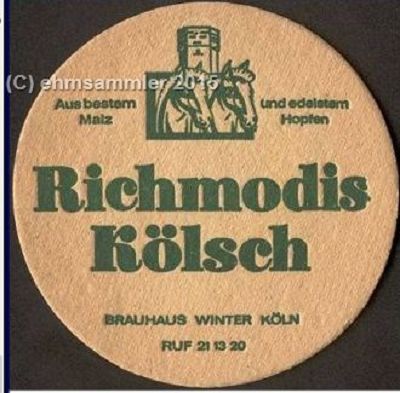 (C) ehmsammler 2015
Aus bestem und edelstem
Malz Hopfen
Richmodis
Kölsch
BRAUHAUS WINTER KÖLN
RUF 21 13 20